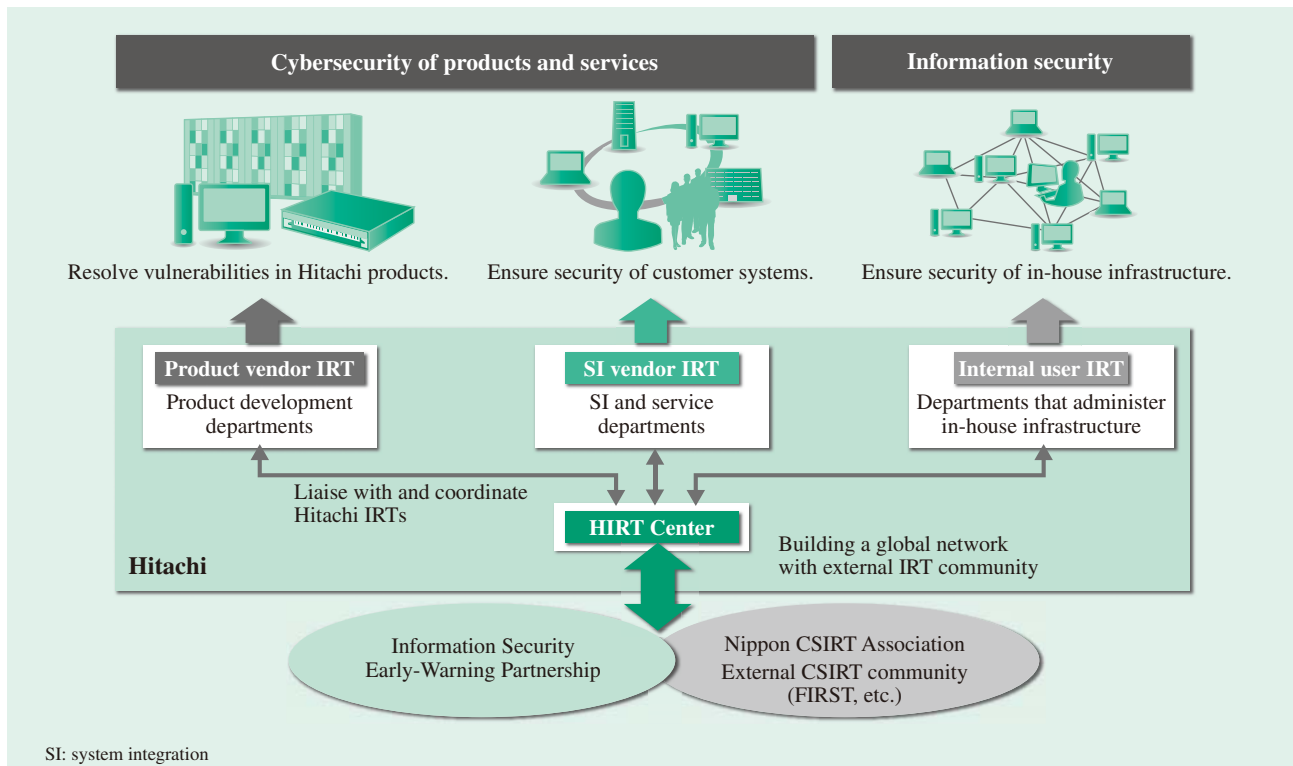 Cybersecurity of products and services
Information security
Resolve vulnerabilities in Hitachi products.
Ensure security of customer systems.
Ensure security of in-house infrastructure.
Product vendor IRT
Product development
departments
SI vendor IRT
SI and service
departments
Internal user IRT
Departments that administer
in-house infrastructure
Liaise with and coordinate
Hitachi IRTs
HIRT Center
Building a global network
with external IRT community
Hitachi
Information Security
Early-Warning Partnership
Nippon CSIRT Association
External CSIRT community
(FIRST, etc.)
SI: system integration